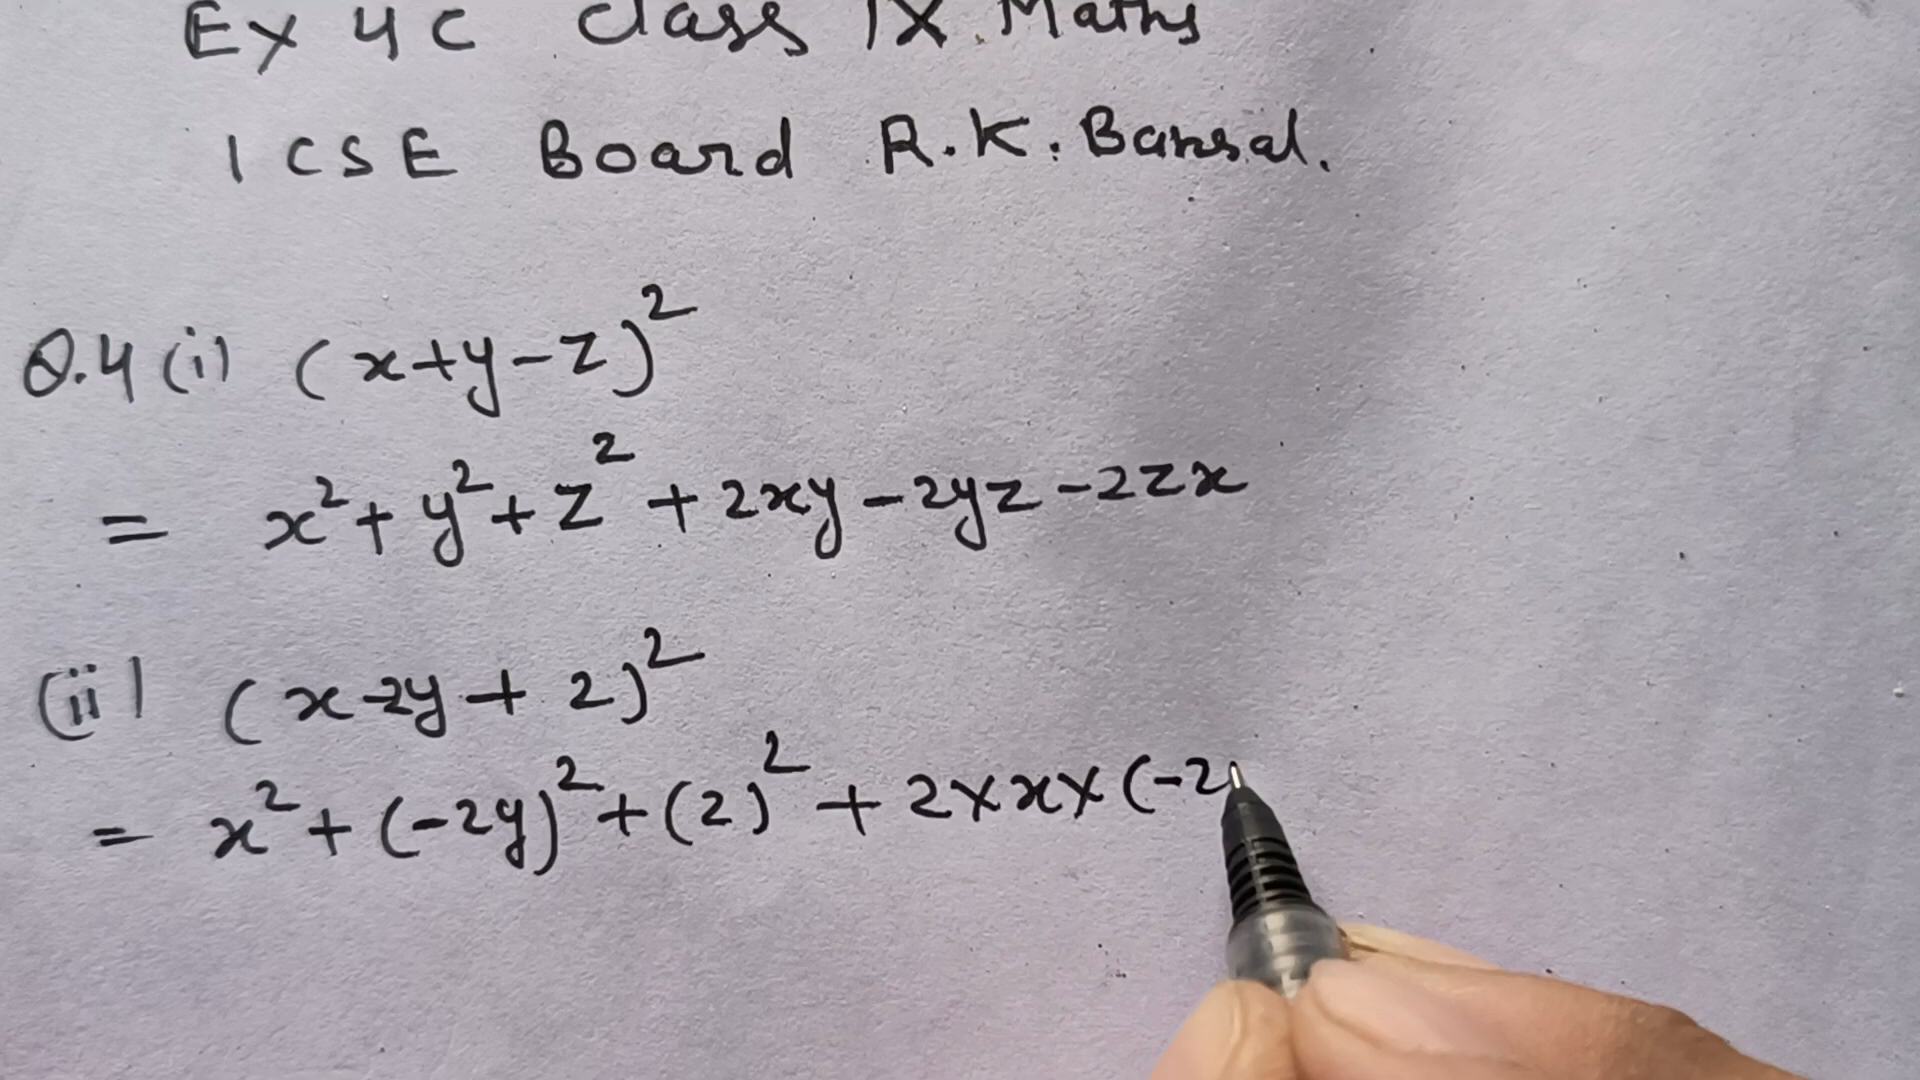 Ex 4C Class IX Maths
ICSE Board R.K. Bansal.
Q.4 (i) (x+y-z)²
= x²+y²+z²+2xy-2yz-2zx
(ii) (x-2y+2)²
= x²+(-2y)²+(2)²+2×x×(-2